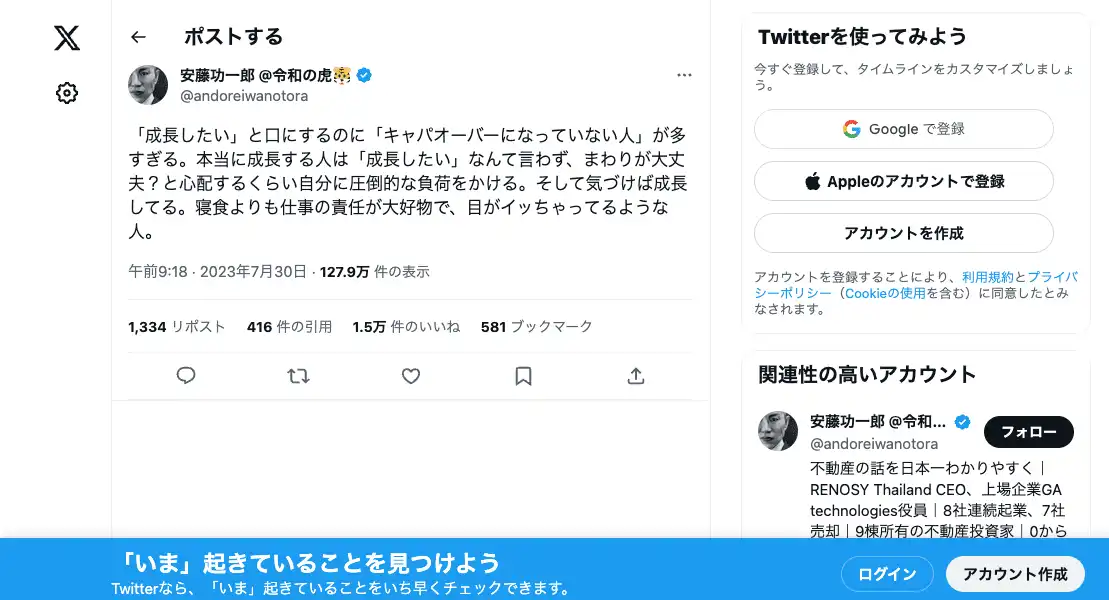 ポストする
安藤功一郎 @令和の虎🐯
@andoreiwanotora
「成長したい」と口にするのに「キャパオーバーになっていない人」が多
すぎる。本当に成長する人は「成長したい」なんて言わず、まわりが大丈
夫？と心配するくらい自分に圧倒的な負荷をかける。そして気づけば成長
してる。寝食よりも仕事の責任が大好物で、目がイッちゃってるような
人。
午前9:18 · 2023年7月30日 · 127.9万 件の表示
1,334 リポスト 416 件の引用 1.5万 件のいいね 581 ブックマーク
Twitterを使ってみよう
今すぐ登録して、タイムラインをカスタマイズしましょ
う。
Google で登録
Appleのアカウントで登録
アカウントを作成
アカウントを登録することにより、利用規約とプライバ
シーポリシー（Cookieの使用を含む）に同意したとみ
なされます。
関連性の高いアカウント
安藤功一郎 @令和...
@andoreiwanotora
フォロー
不動産の話を日本一わかりやすく｜
RENOSY Thailand CEO、上場企業GA
technologies役員｜8社連続起業、7社
売却｜9棟所有の不動産投資家｜0から
「いま」起きていることを見つけよう
Twitterなら、「いま」起きていることをいち早くチェックできます。
ログイン
アカウント作成